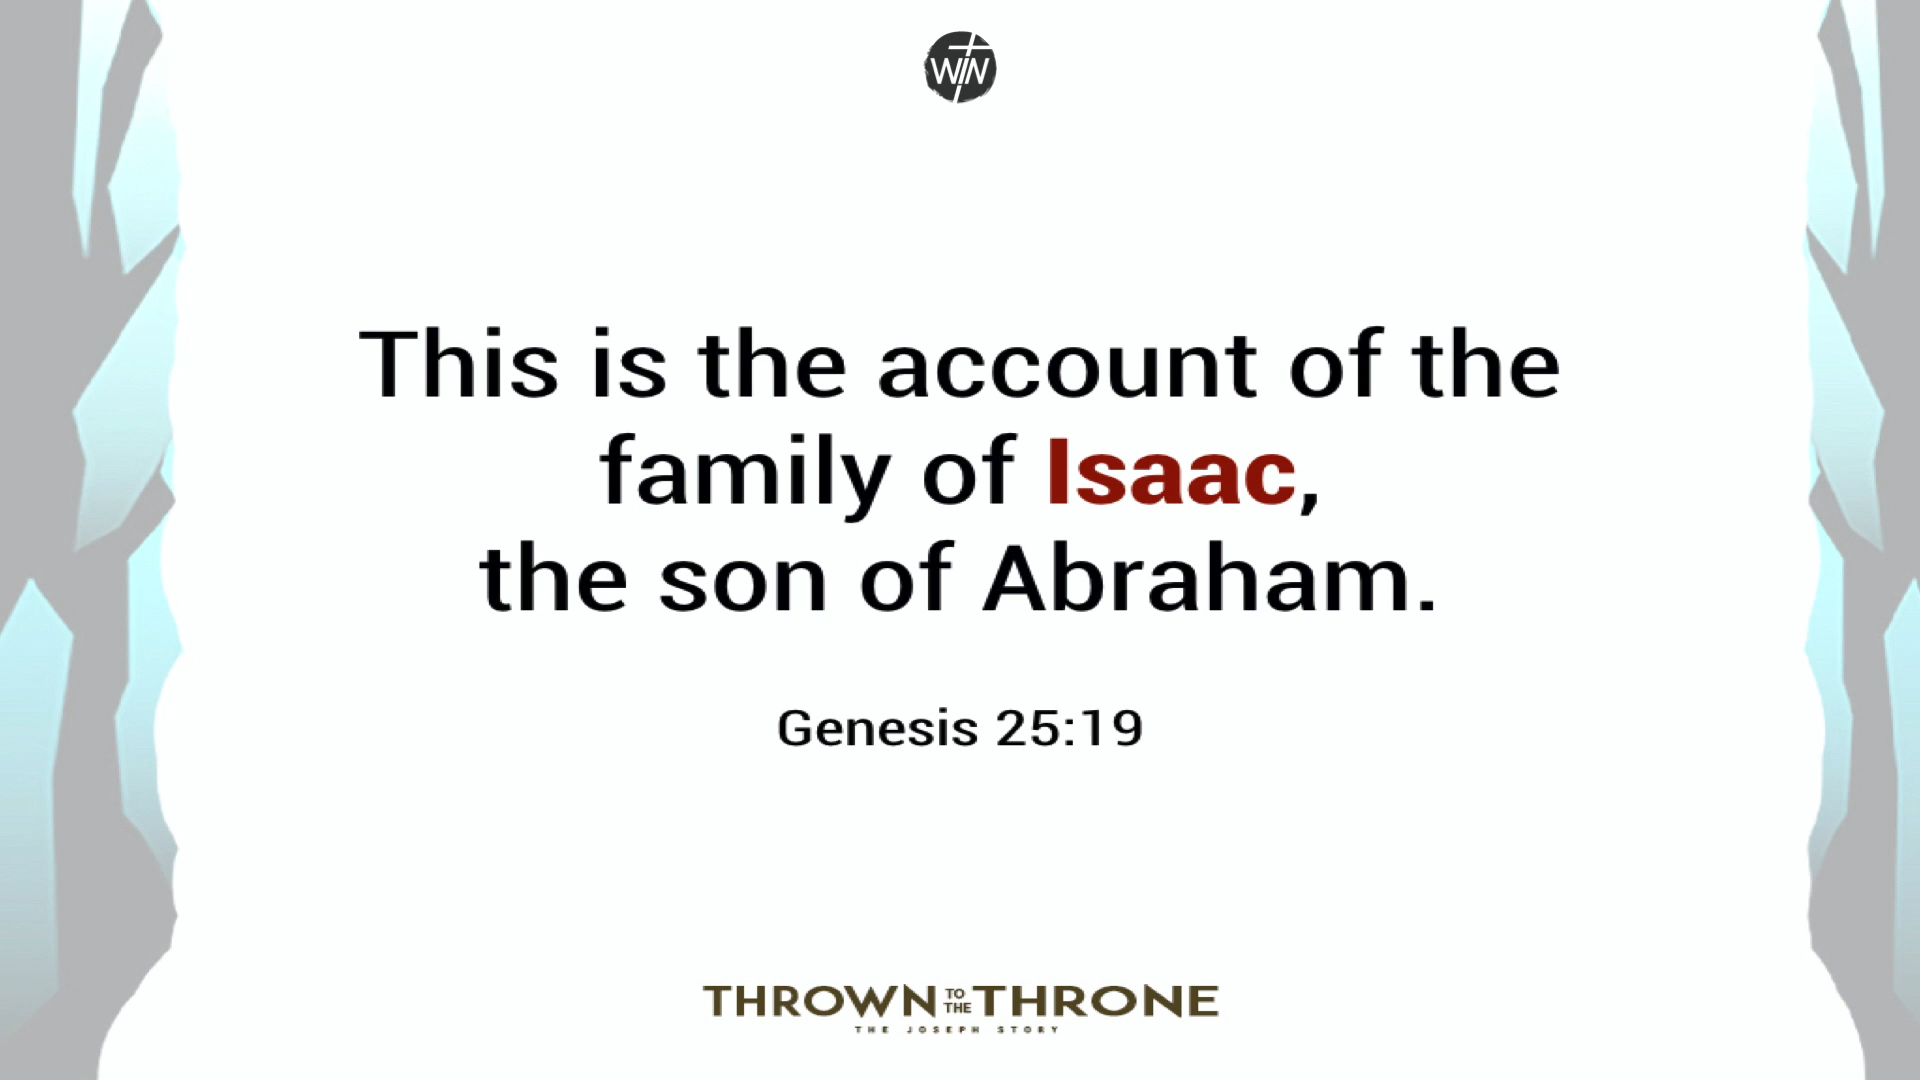 WIN
This is the account of the
family of Isaac,
the son of Abraham.
Genesis 25:19
THROWN TO THE THRONE
THE JOSEPH STORY